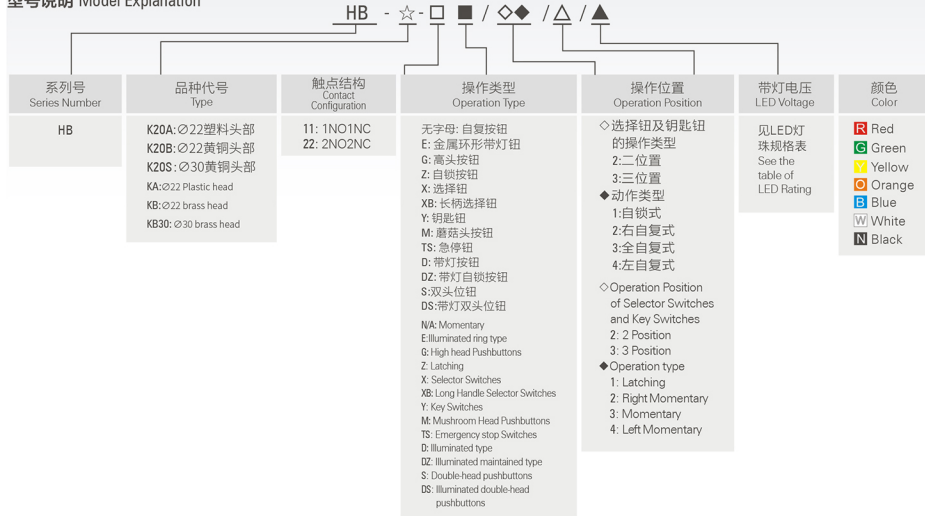 型号说明 Model Explanation
HB - ☆ - □ ■ / ◇◆ / △ / ▲
系列号
Series Number
HB
品种代号
Type
K20A:∅22塑料头部
K20B:∅22黄铜头部
K20S:∅30黄铜头部
KA:∅22 Plastic head
KB:∅22 brass head
KB30: ∅30 brass head
触点结构
Contact
Configuration
11: 1NO1NC
22: 2NO2NC
操作类型
Operation Type
无字母: 自复按钮
E: 金属环形带灯钮
G: 高头按钮
Z: 自锁按钮
X: 选择钮
XB: 长柄选择钮
Y: 钥匙钮
M: 蘑菇头按钮
TS: 急停钮
D: 带灯按钮
DZ: 带灯自锁按钮
S:双头位钮
DS:带灯双头位钮
N/A: Momentary
E:Illuminated ring type
G: High head Pushbuttons
Z: Latching
X: Selector Switches
XB: Long Handle Selector Switches
Y: Key Switches
M: Mushroom Head Pushbuttons
TS: Emergency stop Switches
D: Illuminated type
DZ: Illuminated maintained type
S: Double-head pushbuttons
DS: Illuminated double-head
pushbuttons
操作位置
Operation Position
◇选择钮及钥匙钮
的操作类型
2:二位置
3:三位置
◆动作类型
1:自锁式
2:右自复式
3:全自复式
4:左自复式
◇Operation Position
of Selector Switches
and Key Switches
2: 2 Position
3: 3 Position
◆Operation type
1: Latching
2: Right Momentary
3: Momentary
4: Left Momentary
带灯电压
LED Voltage
见LED灯
珠规格表
See the
table of
LED Rating
颜色
Color
R Red
G Green
Y Yellow
O Orange
B Blue
W White
N Black